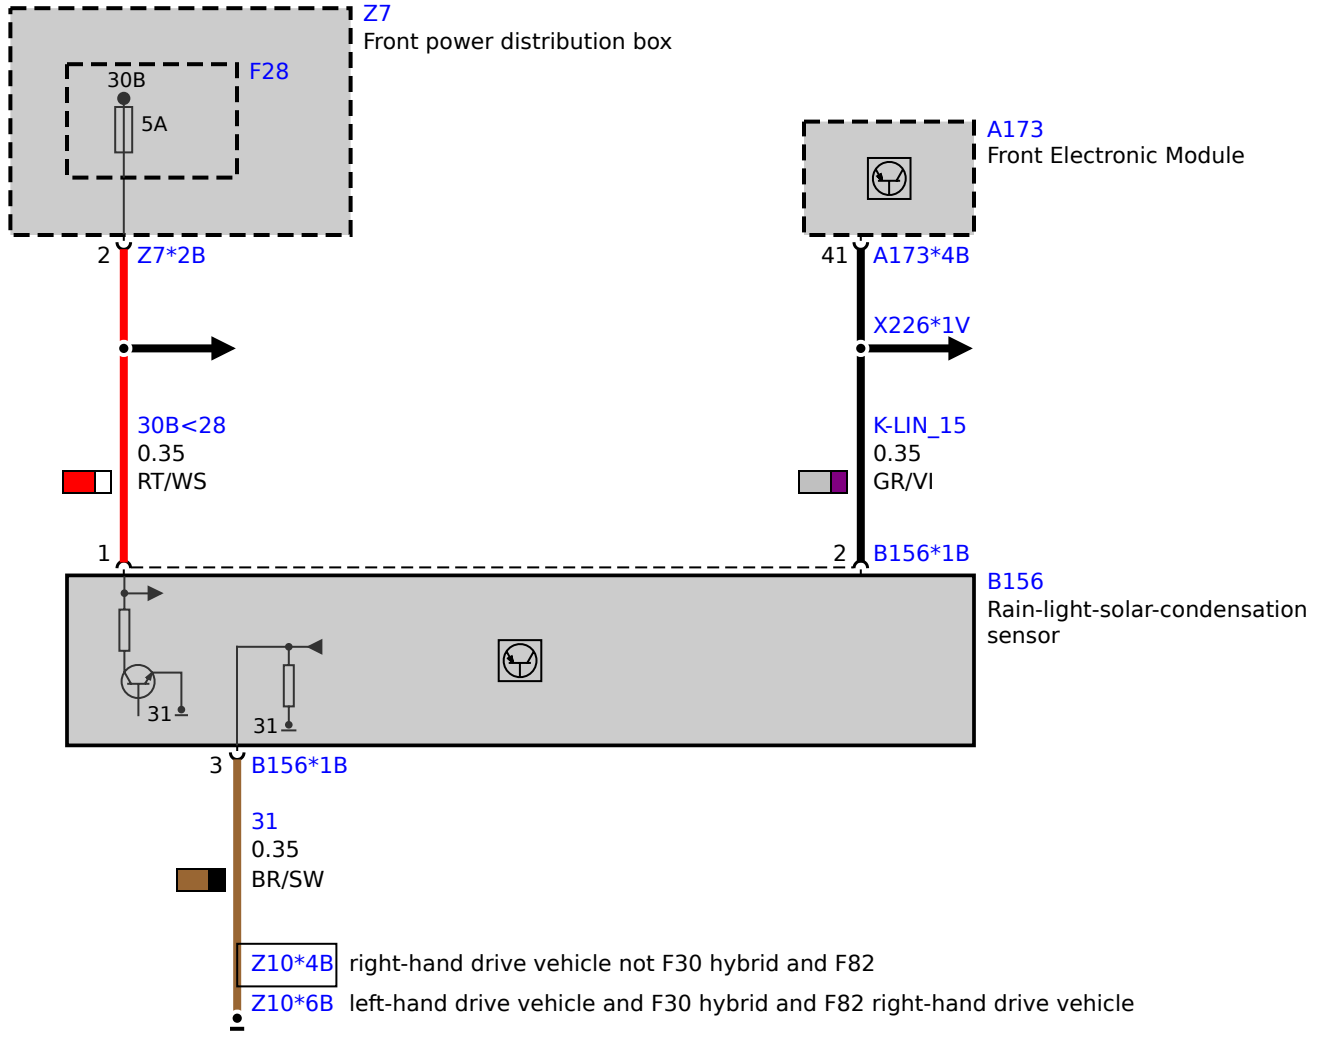 Z7
Front power distribution box
F28
30B
5A
A173
Front Electronic Module
2
Z7*2B
41
A173*4B
X226*1V
30B<28
0.35
RT/WS
K-LIN_15
0.35
GR/VI
1
2
B156*1B
B156
Rain-light-solar-condensation
sensor
31
31
3
B156*1B
31
0.35
BR/SW
Z10*4B right-hand drive vehicle not F30 hybrid and F82
Z10*6B left-hand drive vehicle and F30 hybrid and F82 right-hand drive vehicle